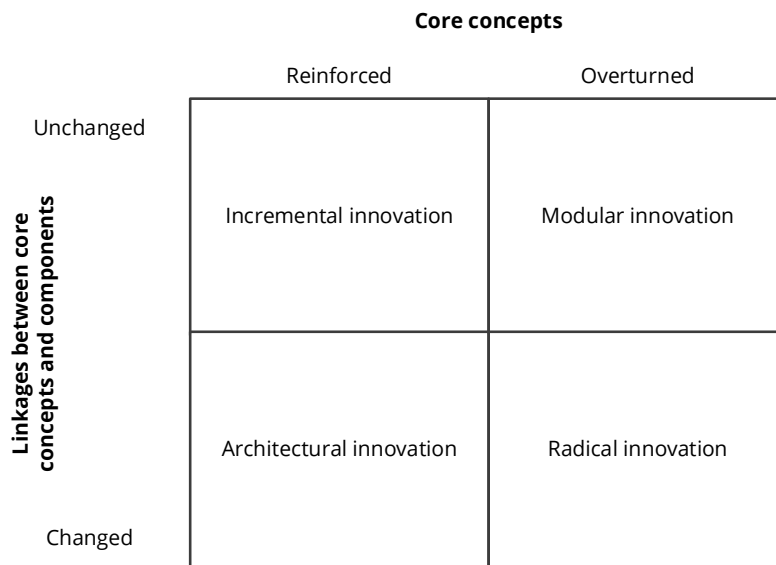 Core concepts
Reinforced
Overturned
Unchanged
Linkages between core
concepts and components
Incremental innovation
Modular innovation
Architectural innovation
Radical innovation
Changed